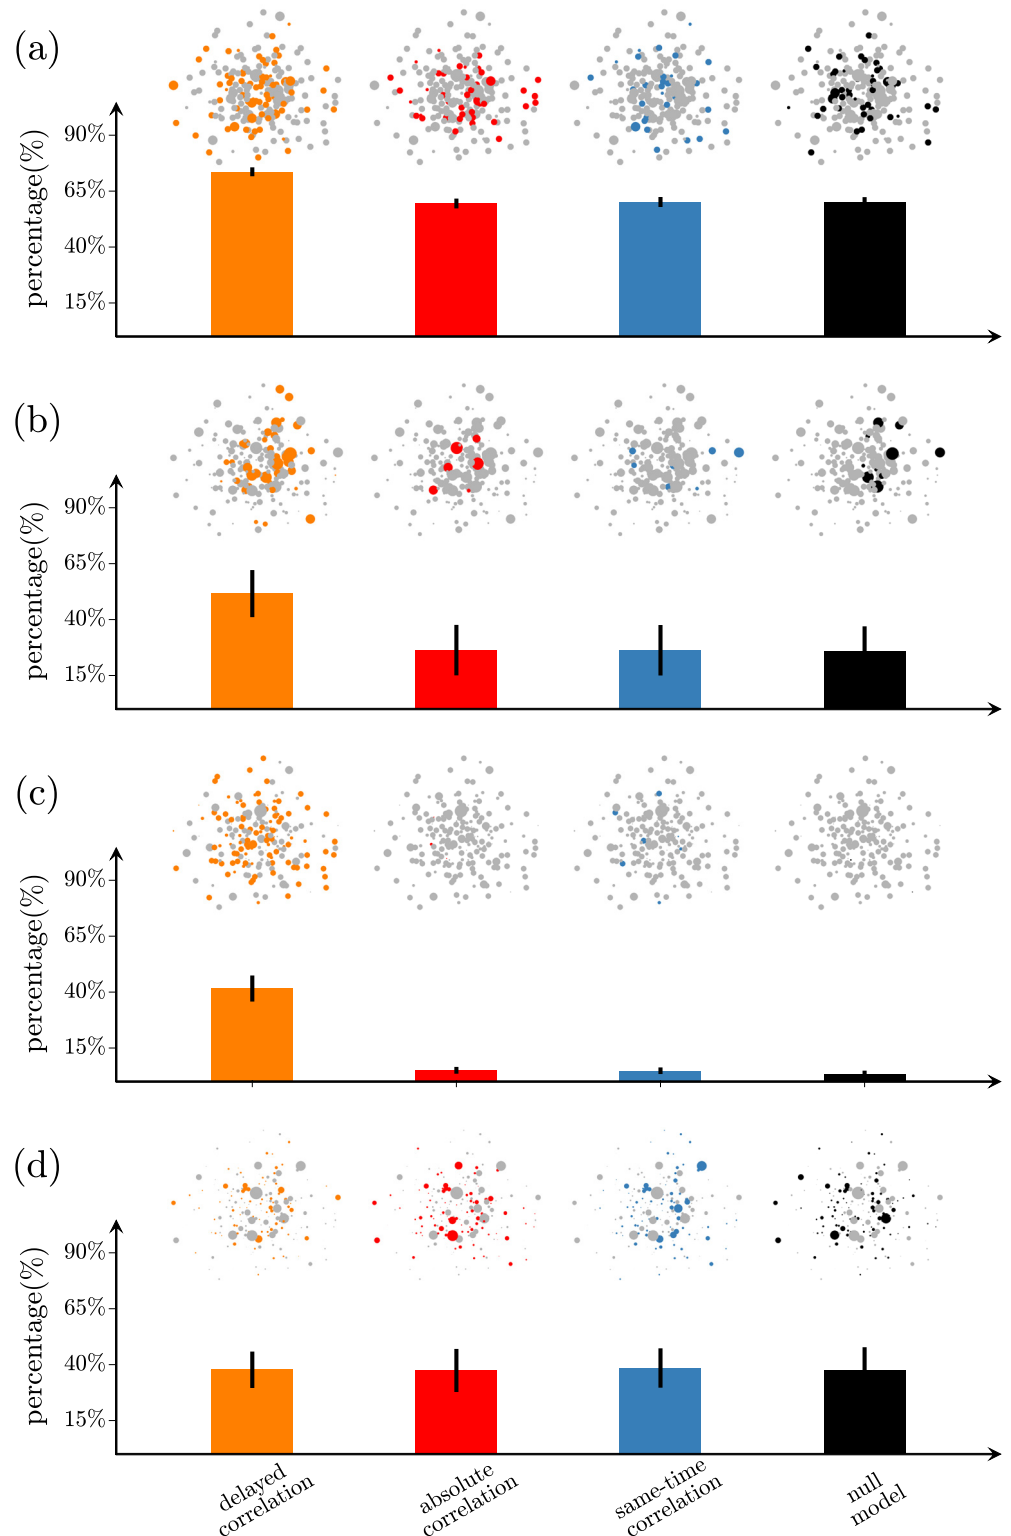 (a)
percentage(%)
90%
65%
40%
15%
(b)
percentage(%)
90%
65%
40%
15%
(c)
percentage(%)
90%
65%
40%
15%
(d)
percentage(%)
90%
65%
40%
15%
delayed
correlation
absolute
correlation
same-time
correlation
null
model